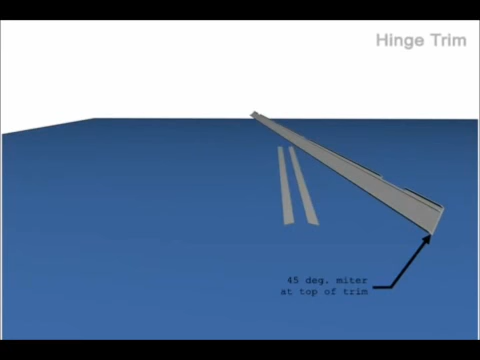 Hinge Trim
45 deg. miter
at top of trim